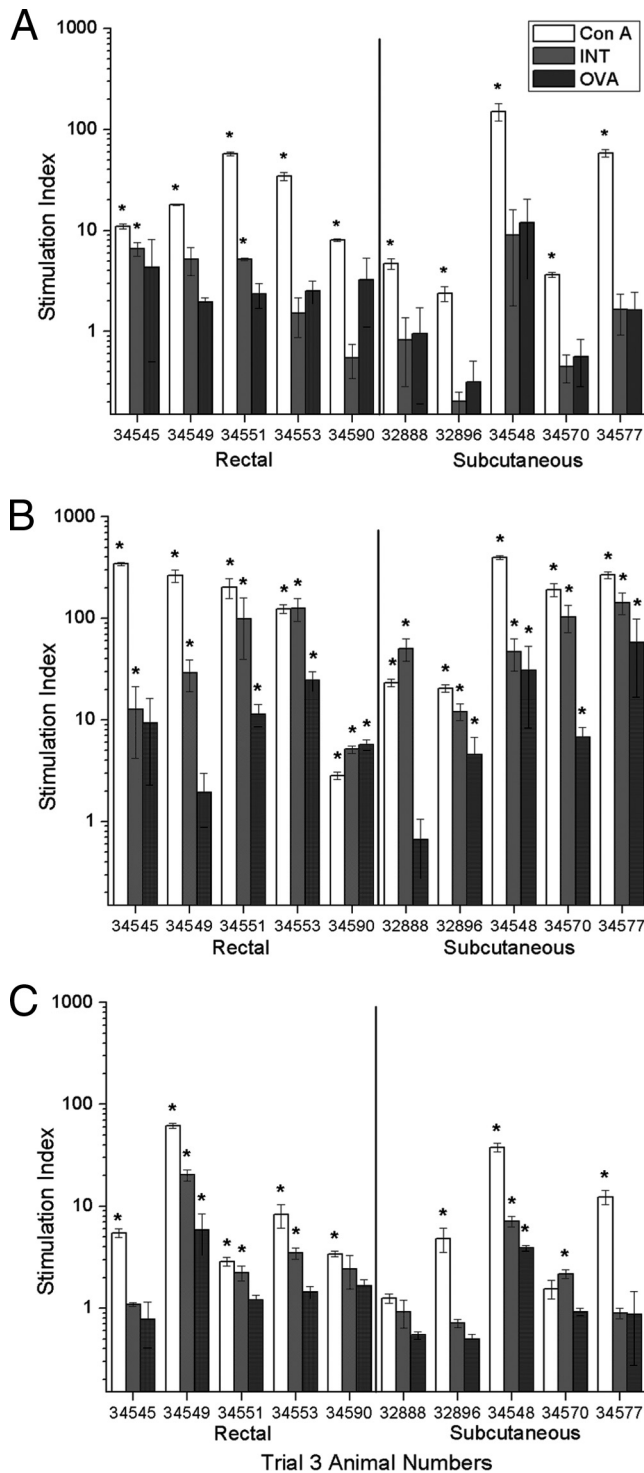 A
Stimulation Index
1000
100
10
1
* * * * * * * * * * * *
Con A
INT
OVA
34545 34549 34551 34553 34590 32888 32896 34548 34570 34577
Rectal Subcutaneous
B
Stimulation Index
1000
100
10
1
* * * * * * * * * * * * * * * * * * * * * * * * * * *
34545 34549 34551 34553 34590 32888 32896 34548 34570 34577
Rectal Subcutaneous
C
Stimulation Index
1000
100
10
1
* * * * * * * * * * * * * * *
34545 34549 34551 34553 34590 32888 32896 34548 34570 34577
Rectal Subcutaneous
Trial 3 Animal Numbers